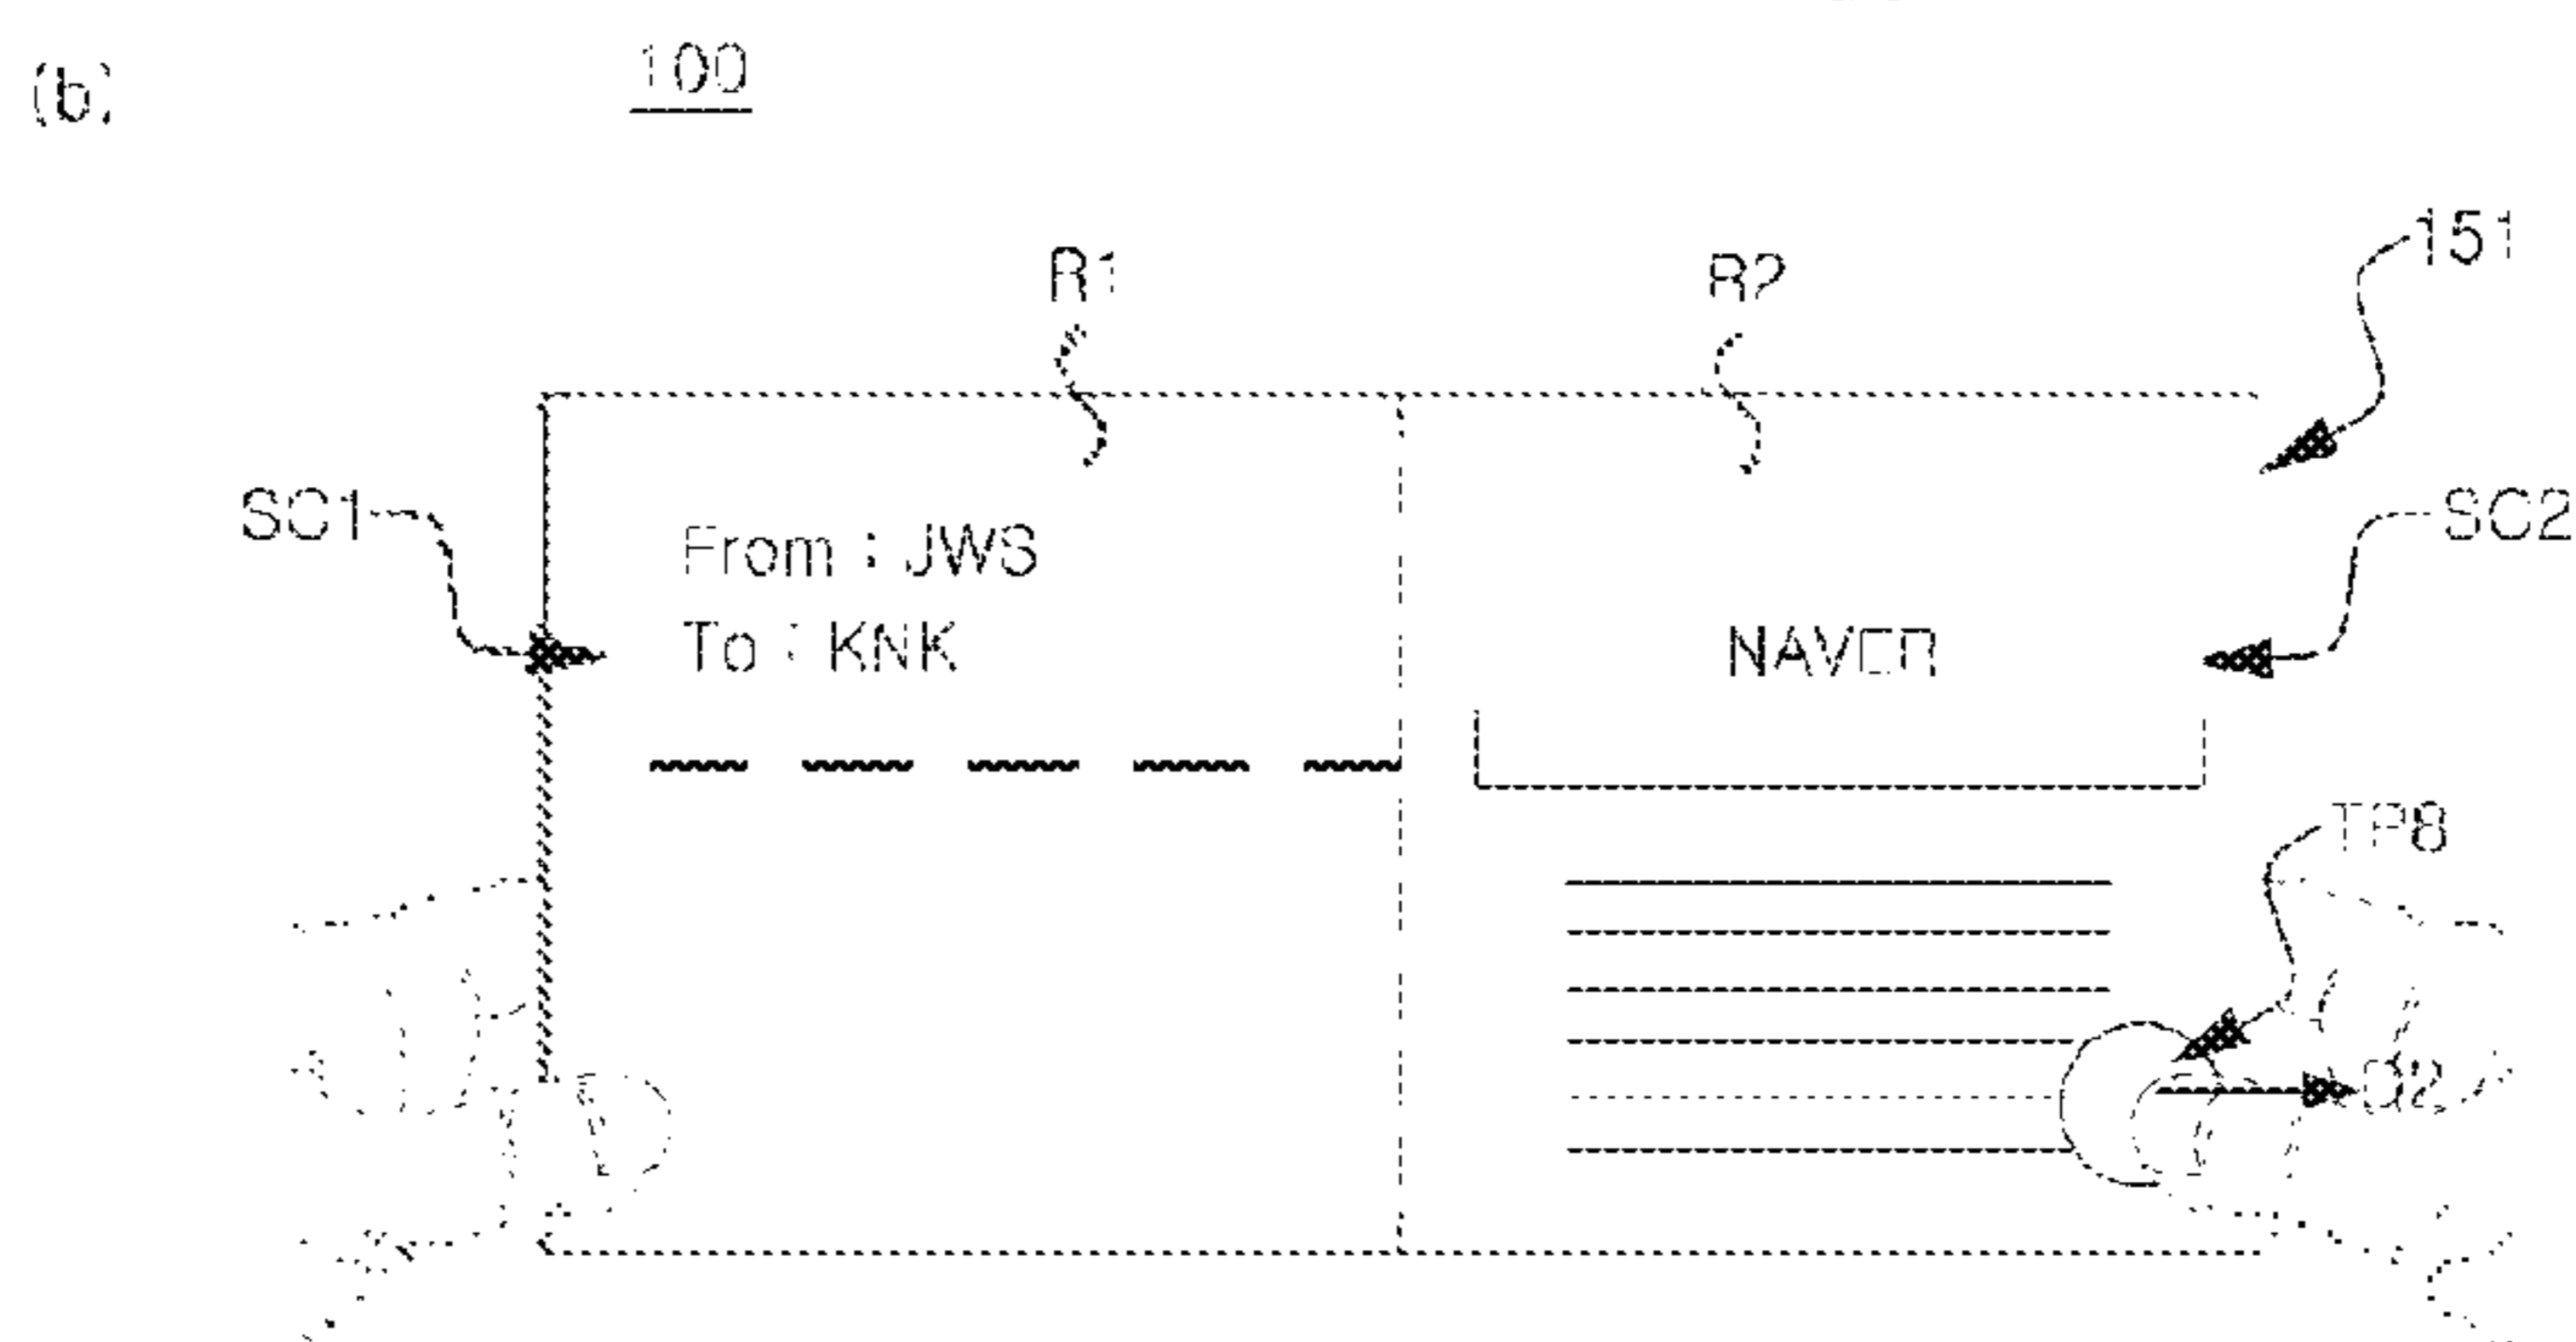 (b)
100
151
R1
R2
SC1
SC2
From : JWS
To : KNK
NAVER
TP8